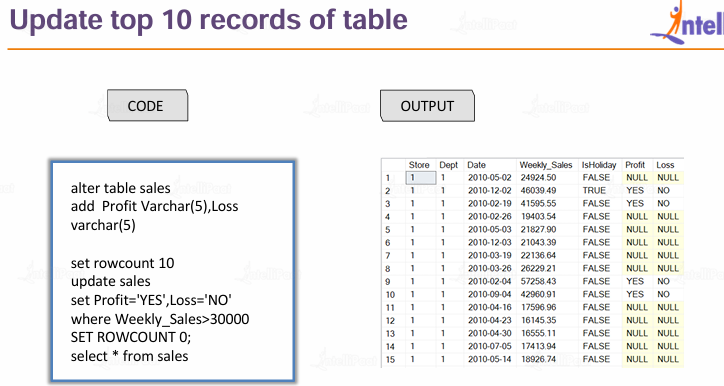 Update top 10 records of table
ntell
CODE
OUTPUT
alter table sales
add  Profit Varchar(5),Loss
varchar(5)
set rowcount 10
update sales
set Profit='YES',Loss='NO'
where Weekly_Sales>30000
SET ROWCOUNT 0;
select * from sales
Store Dept Date Weekly_Sales IsHoliday Profit Loss
1 1 1 2010-05-02 24924.50 FALSE NULL NULL
2 1 1 2010-12-02 46039.49 TRUE YES NO
3 1 1 2010-02-19 41595.55 FALSE YES NO
4 1 1 2010-02-26 19403.54 FALSE NULL NULL
5 1 1 2010-05-03 21827.90 FALSE NULL NULL
6 1 1 2010-12-03 21043.39 FALSE NULL NULL
7 1 1 2010-03-19 22136.64 FALSE NULL NULL
8 1 1 2010-03-26 26229.21 FALSE NULL NULL
9 1 1 2010-02-04 57258.43 FALSE YES NO
10 1 1 2010-09-04 42960.91 FALSE YES NO
11 1 1 2010-04-16 17596.96 FALSE NULL NULL
12 1 1 2010-04-23 16145.35 FALSE NULL NULL
13 1 1 2010-04-30 16555.11 FALSE NULL NULL
14 1 1 2010-07-05 17413.94 FALSE NULL NULL
15 1 1 2010-05-14 18926.74 FALSE NULL NULL